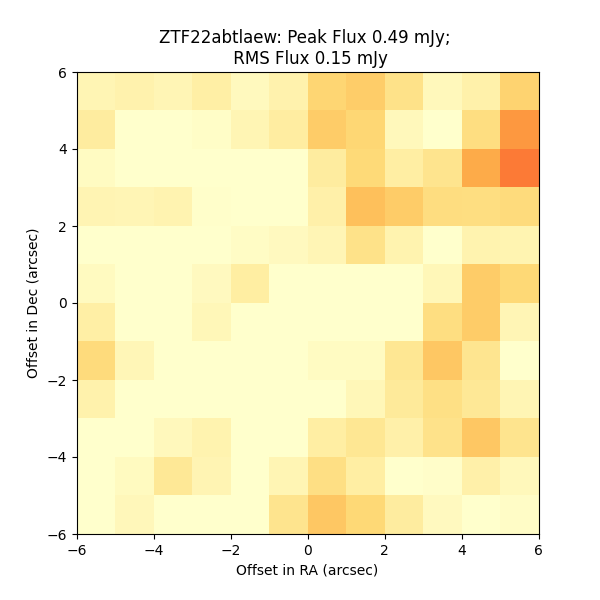 ZTF22abtlaew: Peak Flux 0.49 mJy;
RMS Flux 0.15 mJy
6
4
2
0
−2
−4
−6
Offset in Dec (arcsec)
−6 −4 −2 0 2 4 6
Offset in RA (arcsec)